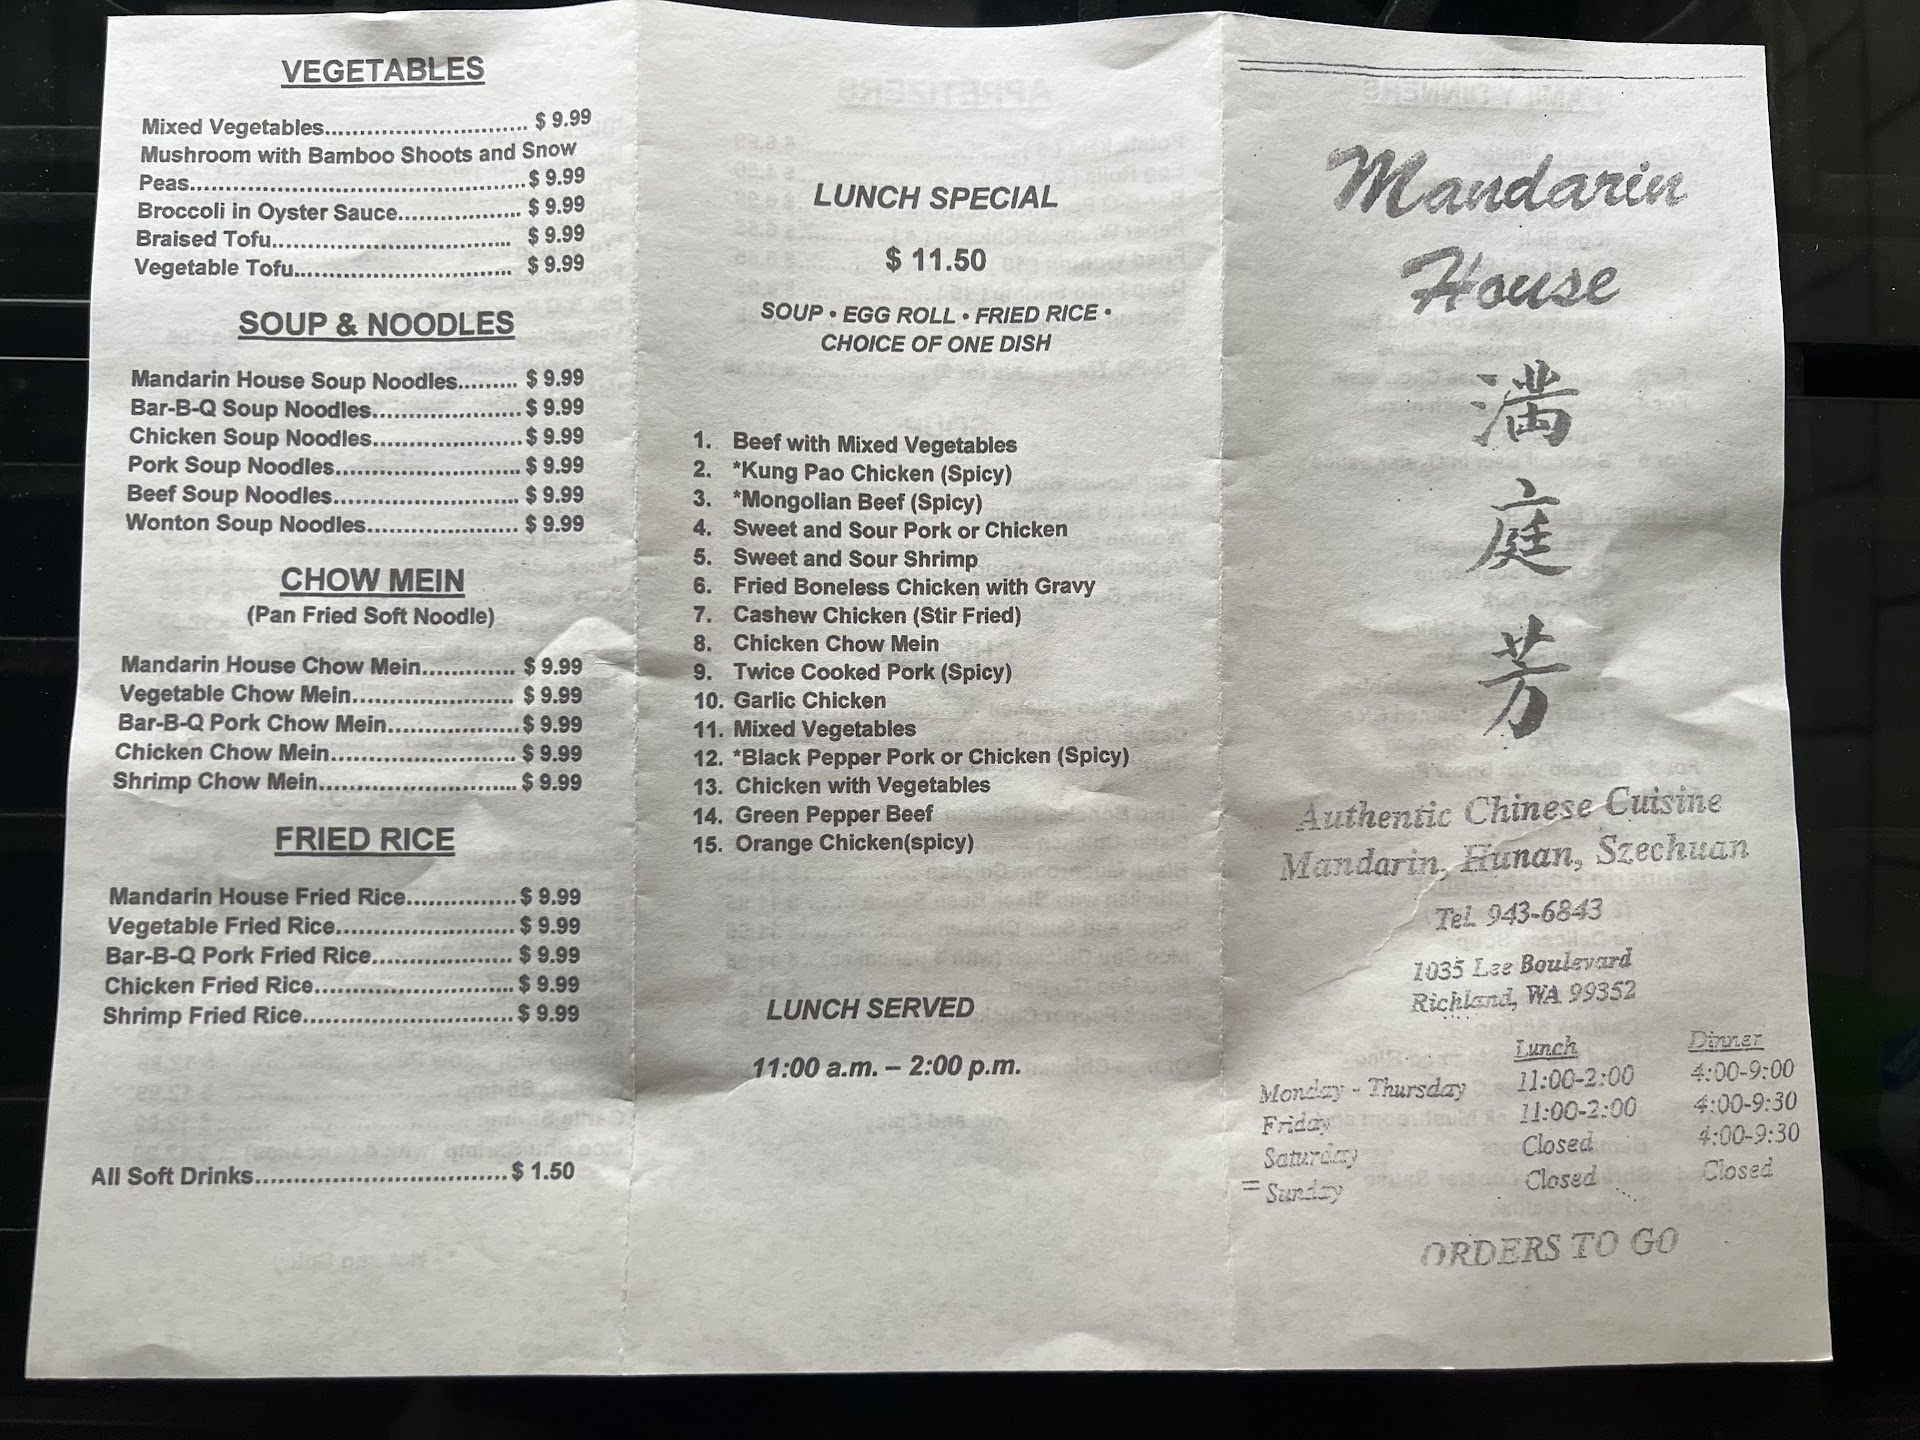 VEGETABLES
Mixed Vegetables............................ $ 9.99
Mushroom with Bamboo Shoots and Snow
Peas..............................................$ 9.99
Broccoli in Oyster Sauce................. $ 9.99
Braised Tofu................................. $ 9.99
Vegetable Tofu.............................. $ 9.99
SOUP & NOODLES
Mandarin House Soup Noodles......... $ 9.99
Bar-B-Q Soup Noodles.....................$ 9.99
Chicken Soup Noodles.....................$ 9.99
Pork Soup Noodles..........................$ 9.99
Beef Soup Noodles.......................... $ 9.99
Wonton Soup Noodles..................... $ 9.99
CHOW MEIN
(Pan Fried Soft Noodle)
Mandarin House Chow Mein............. $ 9.99
Vegetable Chow Mein...................... $ 9.99
Bar-B-Q Pork Chow Mein..................$ 9.99
Chicken Chow Mein......................... $ 9.99
Shrimp Chow Mein........................... $ 9.99
FRIED RICE
Mandarin House Fried Rice...............$ 9.99
Vegetable Fried Rice........................ $ 9.99
Bar-B-Q Pork Fried Rice................... $ 9.99
Chicken Fried Rice............................ $ 9.99
Shrimp Fried Rice.............................$ 9.99
All Soft Drinks...................................$ 1.50
LUNCH SPECIAL
$ 11.50
SOUP • EGG ROLL • FRIED RICE •
CHOICE OF ONE DISH
1. Beef with Mixed Vegetables
2. *Kung Pao Chicken (Spicy)
3. *Mongolian Beef (Spicy)
4. Sweet and Sour Pork or Chicken
5. Sweet and Sour Shrimp
6. Fried Boneless Chicken with Gravy
7. Cashew Chicken (Stir Fried)
8. Chicken Chow Mein
9. Twice Cooked Pork (Spicy)
10. Garlic Chicken
11. Mixed Vegetables
12. *Black Pepper Pork or Chicken (Spicy)
13. Chicken with Vegetables
14. Green Pepper Beef
15. Orange Chicken(spicy)
LUNCH SERVED
11:00 a.m. – 2:00 p.m.
Mandarin
House
滿
庭
芳
Authentic Chinese Cuisine
Mandarin, Hunan, Szechuan
Tel. 943-6843
1035 Lee Boulevard
Richland, WA 99352
Lunch Dinner
Monday - Thursday 11:00-2:00 4:00-9:00
Friday 11:00-2:00 4:00-9:30
Saturday Closed 4:00-9:30
Sunday Closed Closed
ORDERS TO GO